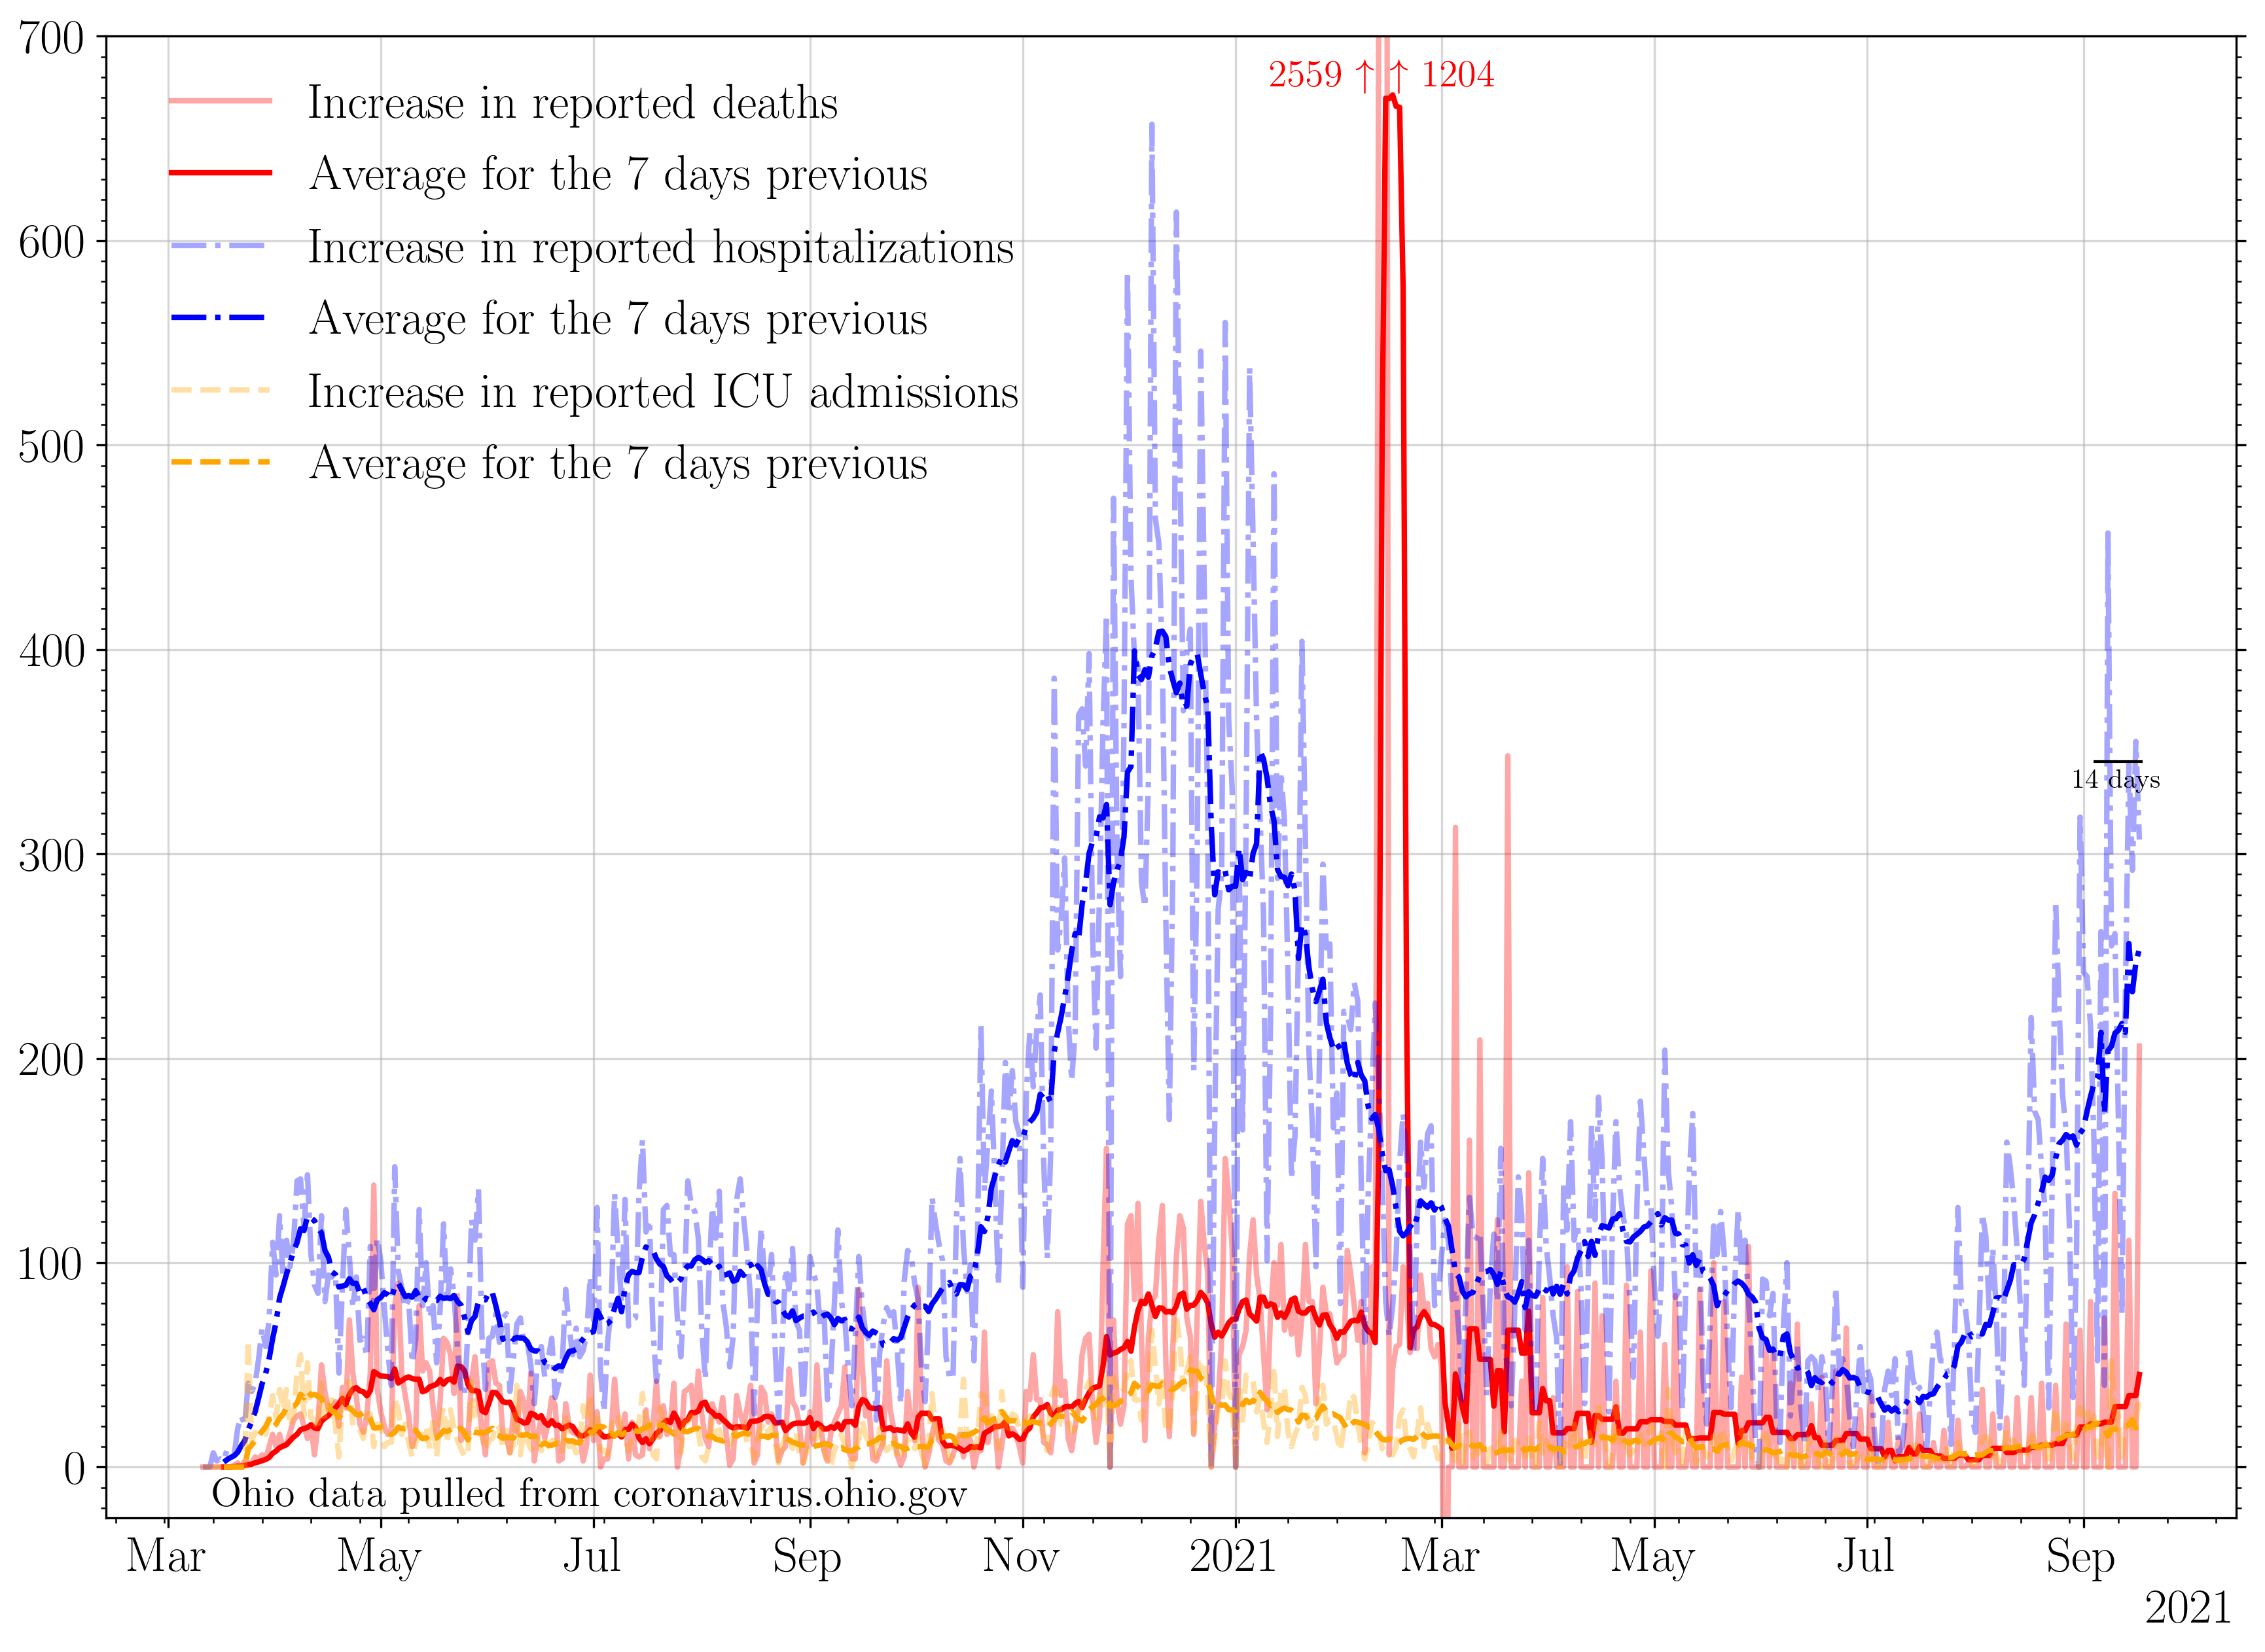 700
600
500
400
300
200
100
0
Increase in reported deaths
Average for the 7 days previous
Increase in reported hospitalizations
Average for the 7 days previous
Increase in reported ICU admissions
Average for the 7 days previous
2559 ↑ ↑ 1204
14 days
Ohio data pulled from coronavirus.ohio.gov
Mar May Jul Sep Nov 2021 Mar May Jul Sep
2021